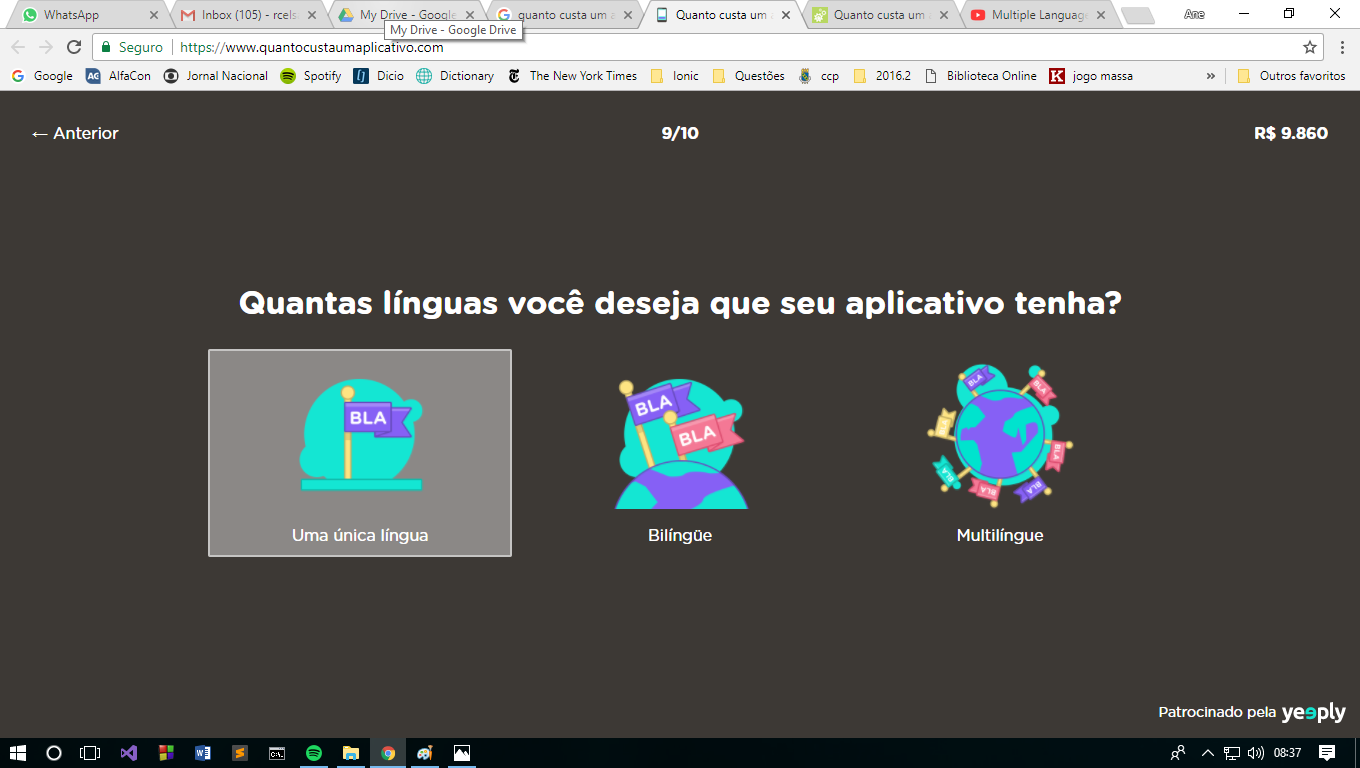 WhatsApp
Inbox (105) - rcels
My Drive - Google
quanto custa um a
Quanto custa um
Quanto custa um
Multiple Language
Ane
My Drive - Google Drive
Seguro
https://www.quantocustaumaplicativo.com
Google
AlfaCon
Jornal Nacional
Spotify
Dicio
Dictionary
The New York Times
Ionic
Questões
ccp
2016.2
Biblioteca Online
jogo massa
»
Outros favoritos
← Anterior
9/10
R$ 9.860
Quantas línguas você deseja que seu aplicativo tenha?
BLA
BLA
BLA
BLA
BLA
BLA
BLA
BLA
BLA
Uma única língua
Bilíngüe
Multilíngue
Patrocinado pela yeeply
08:37